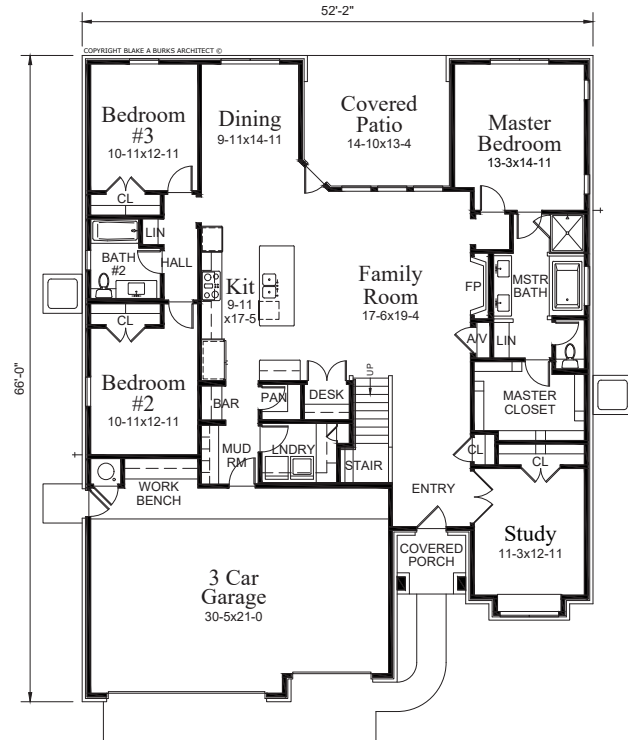 52'-2"
COPYRIGHT BLAKE A BURKS ARCHITECT ©
Bedroom
#3
10-11x12-11
Dining
9-11x14-11
Covered
Patio
14-10x13-4
Master
Bedroom
13-3x14-11
CL
LIN
BATH
#2
HALL
Kit
9-11
x17-5
Family
Room
17-6x19-4
FP
MSTR
BATH
66'-0"
CL
A/V
LIN
Bedroom
#2
10-11x12-11
BAR
PAN
DESK
UP
MASTER
CLOSET
MUD
RM
LNDRY
STAIR
CL
CL
WORK
BENCH
ENTRY
Study
11-3x12-11
COVERED
PORCH
3 Car
Garage
30-5x21-0